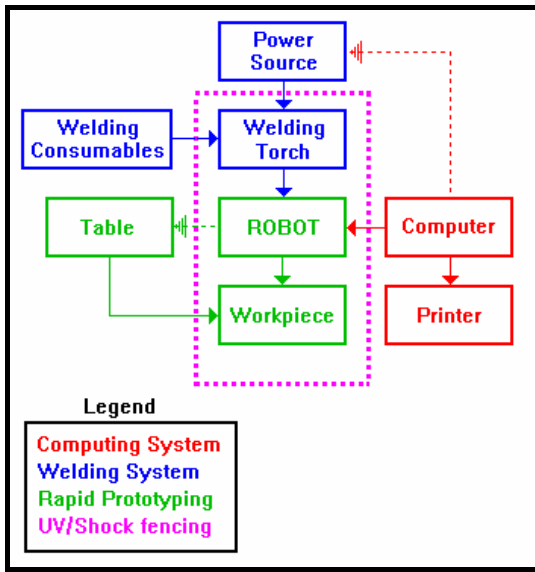 Power
Source
Welding
Consumables
Welding
Torch
Table
ROBOT
Computer
Workpiece
Printer
Legend
Computing System
Welding System
Rapid Prototyping
UV/Shock fencing